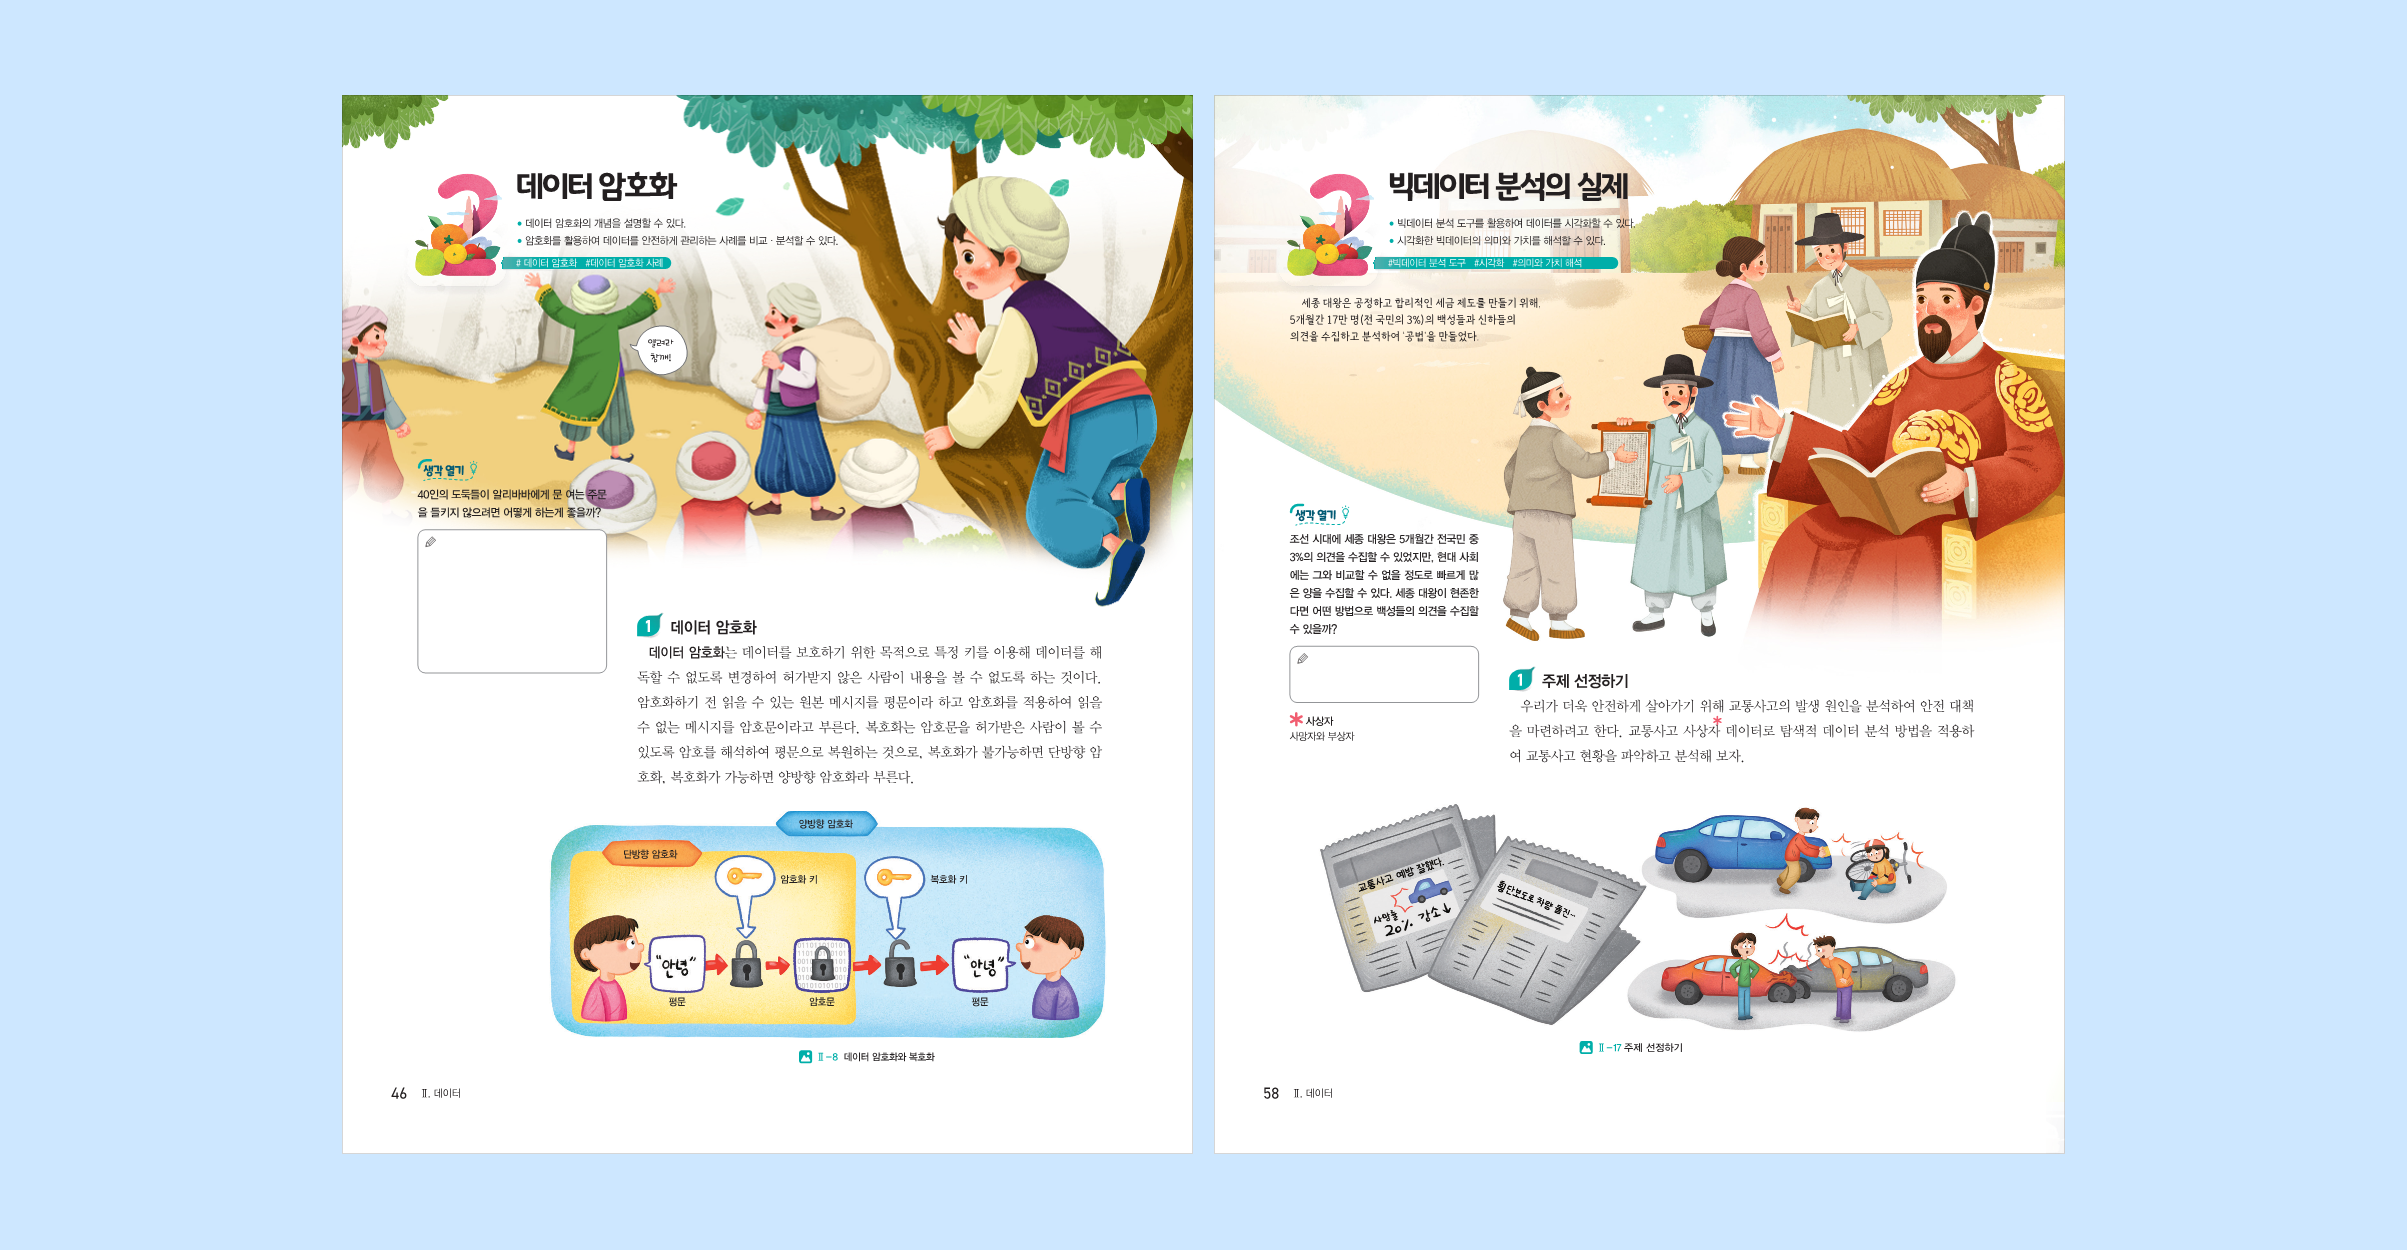 2
데이터 암호화
• 데이터 암호화의 개념을 설명할 수 있다.
• 암호화를 활용하여 데이터를 안전하게 관리하는 사례를 비교 · 분석할 수 있다.
# 데이터 암호화 #데이터 암호화 사례
열려라
참깨!
생각 열기
40인의 도둑들이 알리바바에게 문 여는 주문
을 들키지 않으려면 어떻게 하는게 좋을까?
1 데이터 암호화
데이터 암호화는 데이터를 보호하기 위한 목적으로 특정 키를 이용해 데이터를 해
독할 수 없도록 변경하여 허가받지 않은 사람이 내용을 볼 수 없도록 하는 것이다.
암호화하기 전 읽을 수 있는 원본 메시지를 평문이라 하고 암호화를 적용하여 읽을
수 없는 메시지를 암호문이라고 부른다. 복호화는 암호문을 허가받은 사람이 볼 수
있도록 암호를 해석하여 평문으로 복원하는 것으로, 복호화가 불가능하면 단방향 암
호화, 복호화가 가능하면 양방향 암호화라 부른다.
양방향 암호화
단방향 암호화
암호화 키
복호화 키
"안녕"
"안녕"
평문
암호문
평문
Ⅱ-8 데이터 암호화와 복호화
46 Ⅱ. 데이터
2
빅데이터 분석의 실제
• 빅데이터 분석 도구를 활용하여 데이터를 시각화할 수 있다.
• 시각화한 빅데이터의 의미와 가치를 해석할 수 있다.
#빅데이터 분석 도구 #시각화 #의미와 가치 해석
세종 대왕은 공정하고 합리적인 세금 제도를 만들기 위해,
5개월간 17만 명(전 국민의 3%)의 백성들과 신하들의
의견을 수집하고 분석하여 '공법'을 만들었다.
생각 열기
조선 시대에 세종 대왕은 5개월간 전국민 중
3%의 의견을 수집할 수 있었지만, 현대 사회
에는 그와 비교할 수 없을 정도로 빠르게 많
은 양을 수집할 수 있다. 세종 대왕이 현존한
다면 어떤 방법으로 백성들의 의견을 수집할
수 있을까?
* 사상자
사망자와 부상자
1 주제 선정하기
우리가 더욱 안전하게 살아가기 위해 교통사고의 발생 원인을 분석하여 안전 대책
을 마련하려고 한다. 교통사고 사상자* 데이터로 탐색적 데이터 분석 방법을 적용하
여 교통사고 현황을 파악하고 분석해 보자.
교통사고 예방 잘했다.
사망률
20% 감소↓
횡단보도로 차량 돌진…
Ⅱ-17 주제 선정하기
58 Ⅱ. 데이터